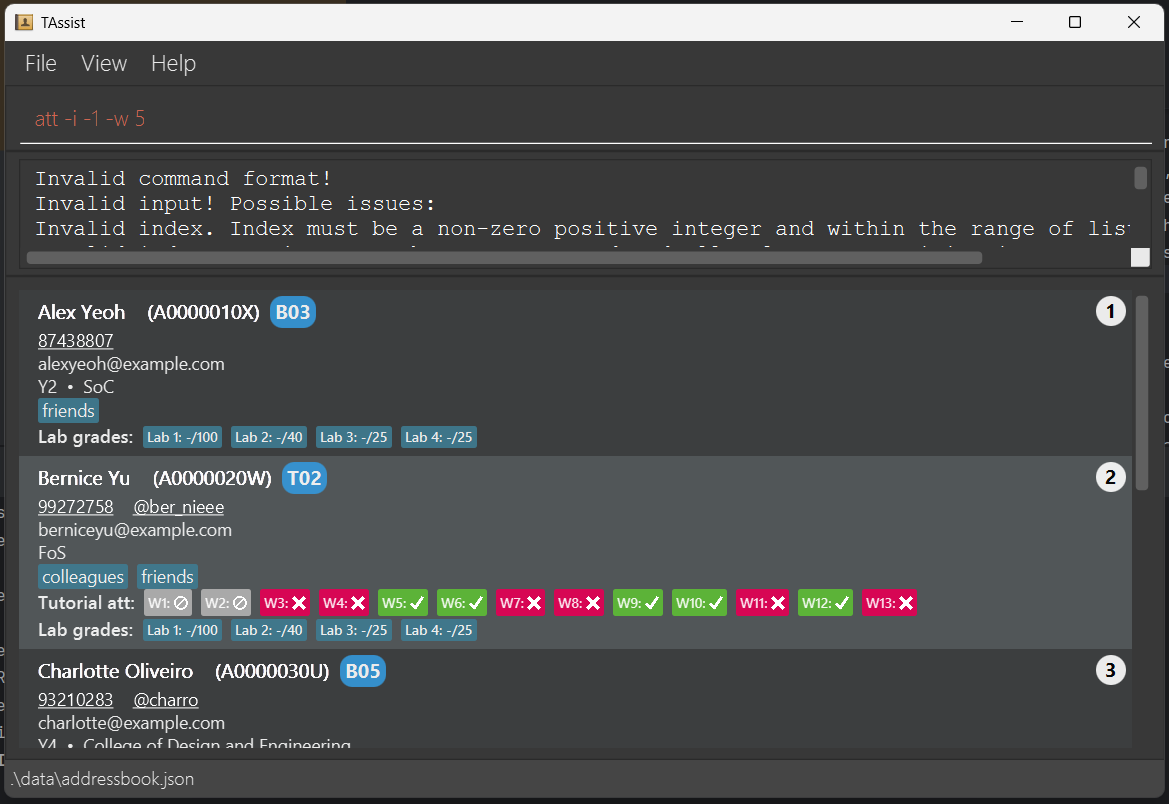 TAssist
File View Help
att -i -1 -w 5
Invalid command format!
Invalid input! Possible issues:
Invalid index. Index must be a non-zero positive integer and within the range of lis
Alex Yeoh (A0000010X) B03 1
87438807
alexyeoh@example.com
Y2 • SoC
friends
Lab grades: Lab 1: -/100 Lab 2: -/40 Lab 3: -/25 Lab 4: -/25
Bernice Yu (A0000020W) T02 2
99272758 @ber_nieee
berniceyu@example.com
FoS
colleagues friends
Tutorial att: W1: W2: W3: W4: W5: W6: W7: W8: W9: W10: W11: W12: W13:
Lab grades: Lab 1: -/100 Lab 2: -/40 Lab 3: -/25 Lab 4: -/25
Charlotte Oliveiro (A0000030U) B05 3
93210283 @charro
charlotte@example.com
Y4 • College of Design and Engineering
.\data\addressbook.json